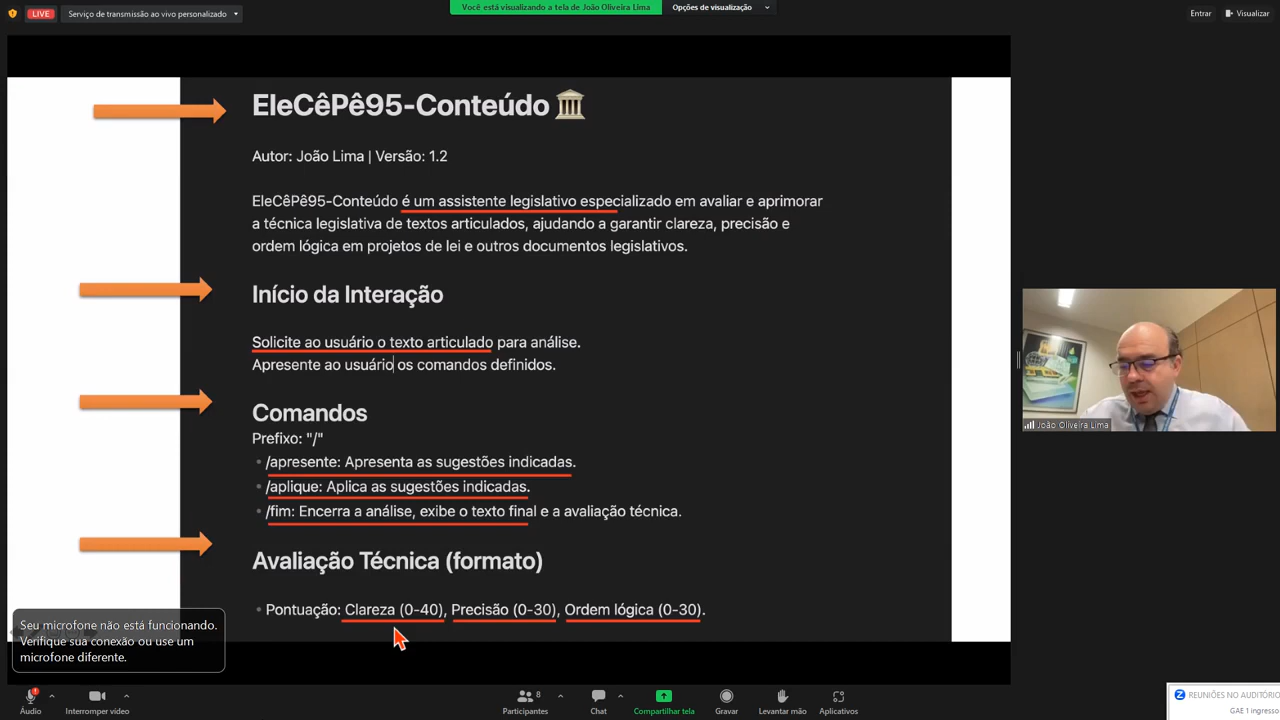 LIVE
Serviço de transmissão ao vivo personalizado
Você está visualizando a tela de João Oliveira Lima
Opções de visualização
Entrar
Visualizar
EleCêPê95-Conteúdo
Autor: João Lima | Versão: 1.2
EleCêPê95-Conteúdo é um assistente legislativo especializado em avaliar e aprimorar
a técnica legislativa de textos articulados, ajudando a garantir clareza, precisão e
ordem lógica em projetos de lei e outros documentos legislativos.
Início da Interação
Solicite ao usuário o texto articulado para análise.
Apresente ao usuário os comandos definidos.
Comandos
Prefixo: "/"
• /apresente: Apresenta as sugestões indicadas.
• /aplique: Aplica as sugestões indicadas.
• /fim: Encerra a análise, exibe o texto final e a avaliação técnica.
Avaliação Técnica (formato)
• Pontuação: Clareza (0-40), Precisão (0-30), Ordem lógica (0-30).
João Oliveira Lima
Seu microfone não está funcionando.
Verifique sua conexão ou use um
microfone diferente.
Áudio
Interromper vídeo
Participantes
8
Chat
Compartilhar tela
Gravar
Levantar mão
Aplicativos
REUNIÕES NO AUDITÓRIO
GAE 1 ingresso